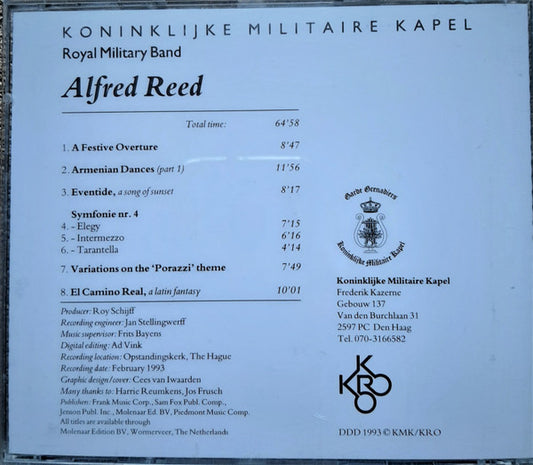 KONINKLIJKE MILITAIRE KAPEL
Royal Military Band
Alfred Reed
Total time: 64'58
1. A Festive Overture 8'47
2. Armenian Dances (part 1) 11'56
3. Eventide, a song of sunset 8'17
Symfonie nr. 4
4. - Elegy 7'15
5. - Intermezzo 6'16
6. - Tarantella 4'14
7. Variations on the 'Porazzi' theme 7'49
8. El Camino Real, a latin fantasy 10'01
Producer: Roy Schijff
Recording engineer: Jan Stellingwerff
Music supervisor: Frits Bayens
Digital editing: Ad Vink
Recording location: Opstandingskerk, The Hague
Recording date: February 1993
Graphic design/cover: Cees van Iwaarden
Many thanks to: Harrie Reumkens, Jos Frusch
Publishers: Frank Music Corp., Sam Fox Publ. Comp.,
Jenson Publ. Inc., Molenaar Ed. BV, Piedmont Music Comp.
All titles are available through
Molenaar Edition BV, Wormerveer, The Netherlands
Garde Grenadiers
Koninklijke Militaire Kapel
Koninklijke Militaire Kapel
Frederik Kazerne
Gebouw 137
Van den Burchlaan 31
2597 PC Den Haag
Tel. 070-3166582
K
KRO
O
DDD 1993 © KMK/KRO